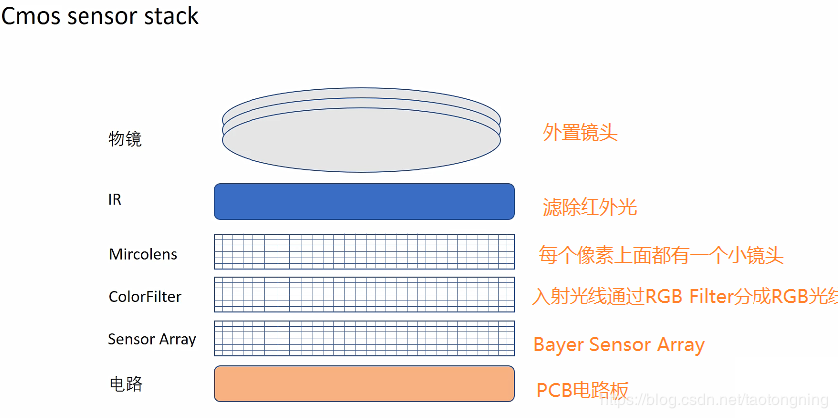 Cmos sensor stack
物镜 外置镜头
IR 滤除红外光
Mircolens 每个像素上面都有一个小镜头
ColorFilter 入射光线通过RGB Filter分成RGB光线
Sensor Array Bayer Sensor Array
电路 PCB电路板
https://blog.csdn.net/taotongning